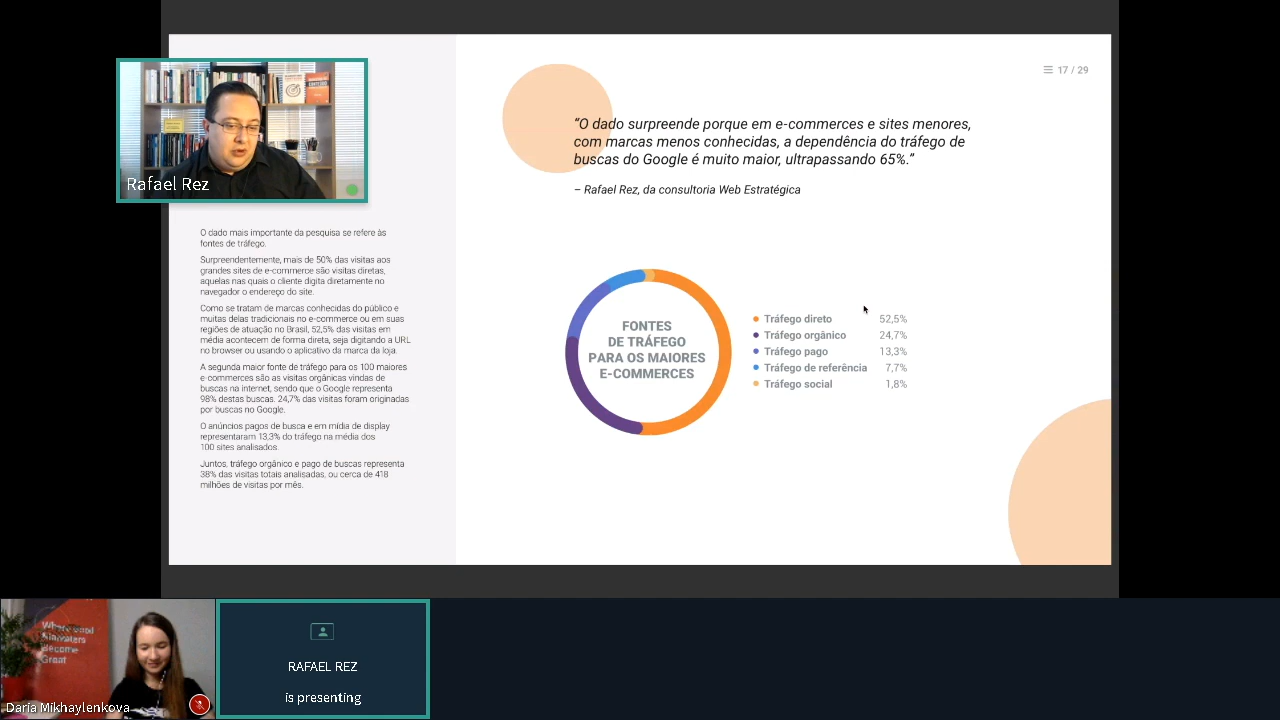 17 / 29
Rafael Rez
"O dado surpreende porque em e-commerces e sites menores,
com marcas menos conhecidas, a dependência do tráfego de
buscas do Google é muito maior, ultrapassando 65%."
– Rafael Rez, da consultoria Web Estratégica
O dado mais importante da pesquisa se refere às
fontes de tráfego.
Surpreendentemente, mais de 50% das visitas aos
grandes sites de e-commerce são visitas diretas,
aquelas nas quais o cliente digita diretamente no
navegador o endereço do site.
Como se tratam de marcas conhecidas do público e
muitas delas tradicionais no e-commerce ou em suas
regiões de atuação no Brasil, 52,5% das visitas em
média acontecem de forma direta, seja digitando a URL
no browser ou usando o aplicativo da marca da loja.
A segunda maior fonte de tráfego para os 100 maiores
e-commerces são as visitas orgânicas vindas de
buscas na internet, sendo que o Google representa
98% destas buscas. 24,7% das visitas foram originadas
por buscas no Google.
O anúncios pagos de busca e em mídia de display
representaram 13,3% do tráfego na média dos
100 sites analisados.
Juntos, tráfego orgânico e pago de buscas representa
38% das visitas totais analisadas, ou cerca de 418
milhões de visitas por mês.
FONTES
DE TRÁFEGO
PARA OS MAIORES
E-COMMERCES
Tráfego direto 52,5%
Tráfego orgânico 24,7%
Tráfego pago 13,3%
Tráfego de referência 7,7%
Tráfego social 1,8%
Where Good
Marketers
Become
Great
Daria Mikhaylenkova
RAFAEL REZ
is presenting